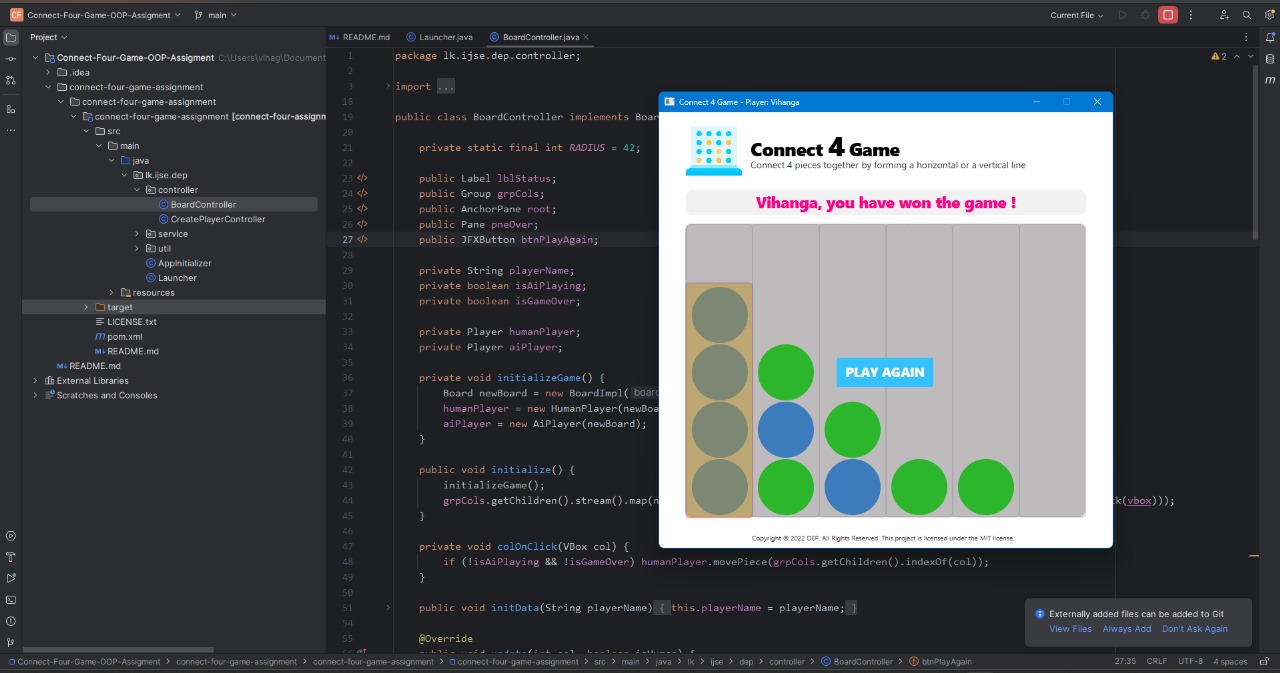 CF Connect-Four-Game-OOP-Assigment main Current File
Project
README.md Launcher.java BoardController.java
Connect-Four-Game-OOP-Assigment C:\Users\vihag\Document
.idea
connect-four-game-assignment
connect-four-game-assignment
connect-four-game-assignment [connect-four-assignm
src
main
java
lk.ijse.dep
controller
BoardController
CreatePlayerController
service
util
AppInitializer
Launcher
resources
target
LICENSE.txt
pom.xml
README.md
README.md
External Libraries
Scratches and Consoles
1 package lk.ijse.dep.controller;
2
3 import ...
18
19 public class BoardController implements Boar
20
21 private static final int RADIUS = 42;
22
23 public Label lblStatus;
24 public Group grpCols;
25 public AnchorPane root;
26 public Pane pneOver;
27 public JFXButton btnPlayAgain;
28
29 private String playerName;
30 private boolean isAiPlaying;
31 private boolean isGameOver;
32
33 private Player humanPlayer;
34 private Player aiPlayer;
35
36 private void initializeGame() {
37 Board newBoard = new BoardImpl( board
38 humanPlayer = new HumanPlayer(newBoa
39 aiPlayer = new AiPlayer(newBoard);
40 }
41
42 public void initialize() {
43 initializeGame();
44 grpCols.getChildren().stream().map(n k(vbox)));
45 }
46
47 private void colOnClick(VBox col) {
48 if (!isAiPlaying && !isGameOver) humanPlayer.movePiece(grpCols.getChildren().indexOf(col));
49 }
50
51 public void initData(String playerName) { this.playerName = playerName; }
54
55 @Override
2
m
Connect 4 Game - Player: Vihanga
Connect 4 Game
Connect 4 pieces together by forming a horizontal or a vertical line
Vihanga, you have won the game !
PLAY AGAIN
Copyright © 2022 DEP. All Rights Reserved. This project is licensed under the MIT license.
Externally added files can be added to Git
View Files Always Add Don't Ask Again
Connect-Four-Game-OOP-Assigment > connect-four-game-assignment > connect-four-game-assignment > connect-four-game-assignment > src > main > java > lk > ijse > dep > controller > BoardController > btnPlayAgain 27:35 CRLF UTF-8 4 spaces